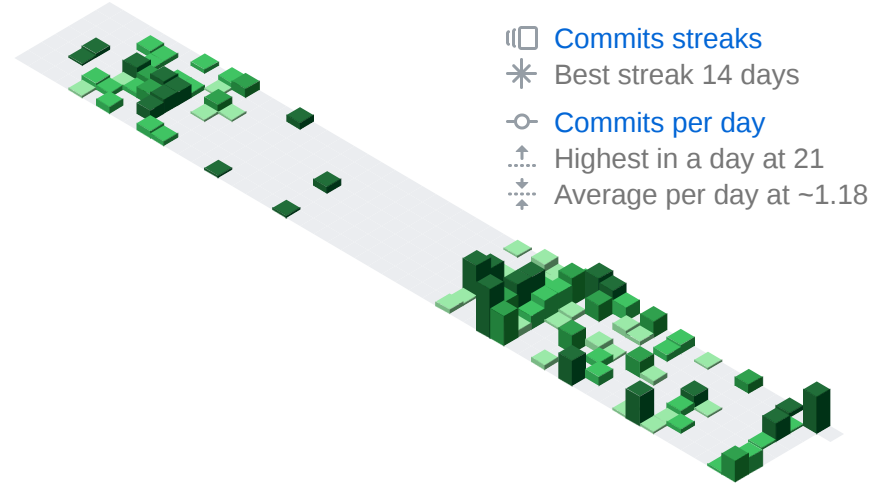 Commits streaks
Best streak 14 days
Commits per day
Highest in a day at 21
Average per day at ~1.18